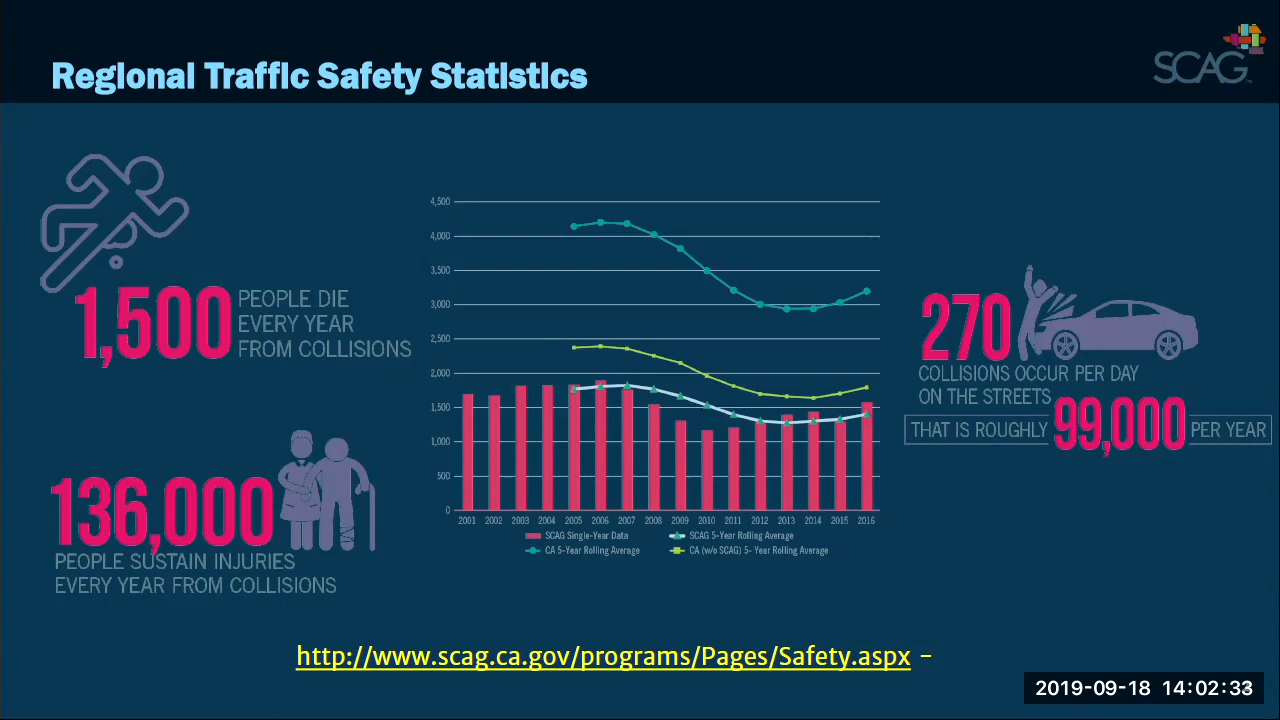 Regional Traffic Safety Statistics
SCAG
1,500
PEOPLE DIE
EVERY YEAR
FROM COLLISIONS
136,000
PEOPLE SUSTAIN INJURIES
EVERY YEAR FROM COLLISIONS
4,500
4,000
3,500
3,000
2,500
2,000
1,500
1,000
500
0
2001 2002 2003 2004 2005 2006 2007 2008 2009 2010 2011 2012 2013 2014 2015 2016
SCAG Single-Year Data SCAG 5-Year Rolling Average
CA 5-Year Rolling Average CA (w/o SCAG) 5- Year Rolling Average
270
COLLISIONS OCCUR PER DAY
ON THE STREETS
THAT IS ROUGHLY 99,000 PER YEAR
http://www.scag.ca.gov/programs/Pages/Safety.aspx –
2019-09-18 14:02:33